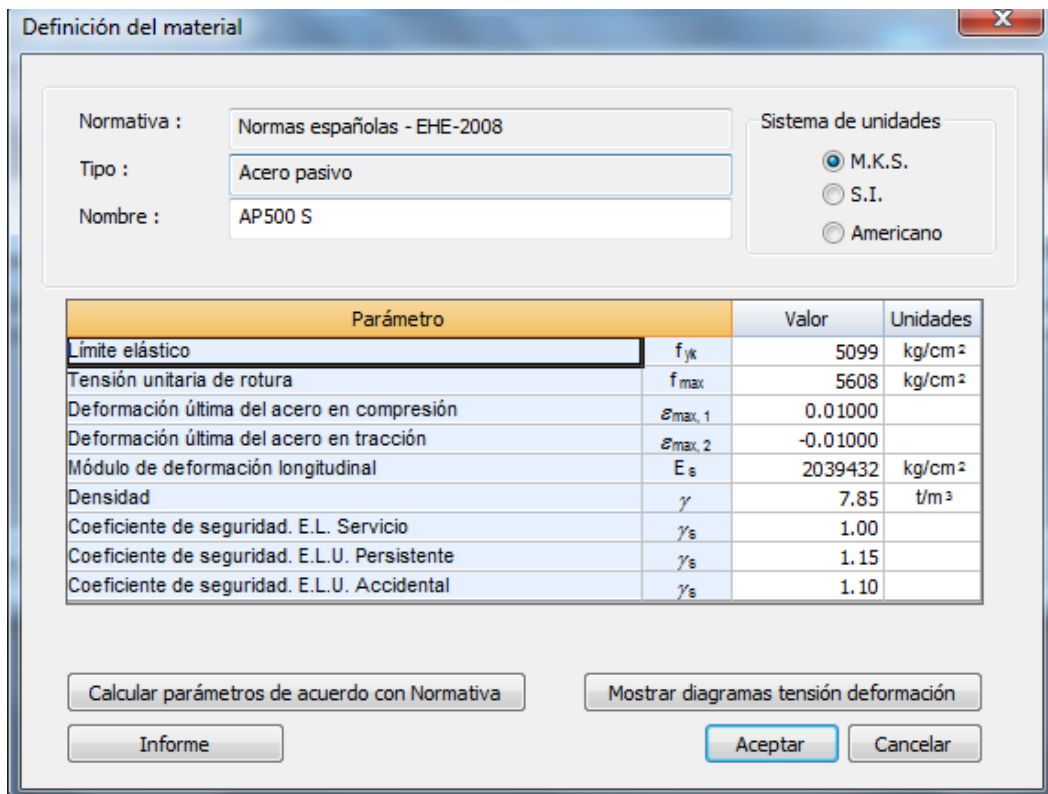 Definición del material
Normativa : Normas españolas - EHE-2008
Tipo : Acero pasivo
Nombre : AP500 S
Sistema de unidades
M.K.S.
S.I.
Americano
Parámetro Valor Unidades
Límite elástico f yk 5099 kg/cm²
Tensión unitaria de rotura f max 5608 kg/cm²
Deformación última del acero en compresión εmax, 1 0.01000
Deformación última del acero en tracción εmax, 2 -0.01000
Módulo de deformación longitudinal E s 2039432 kg/cm²
Densidad γ 7.85 t/m³
Coeficiente de seguridad. E.L. Servicio γs 1.00
Coeficiente de seguridad. E.L.U. Persistente γs 1.15
Coeficiente de seguridad. E.L.U. Accidental γs 1.10
Calcular parámetros de acuerdo con Normativa Mostrar diagramas tensión deformación
Informe Aceptar Cancelar